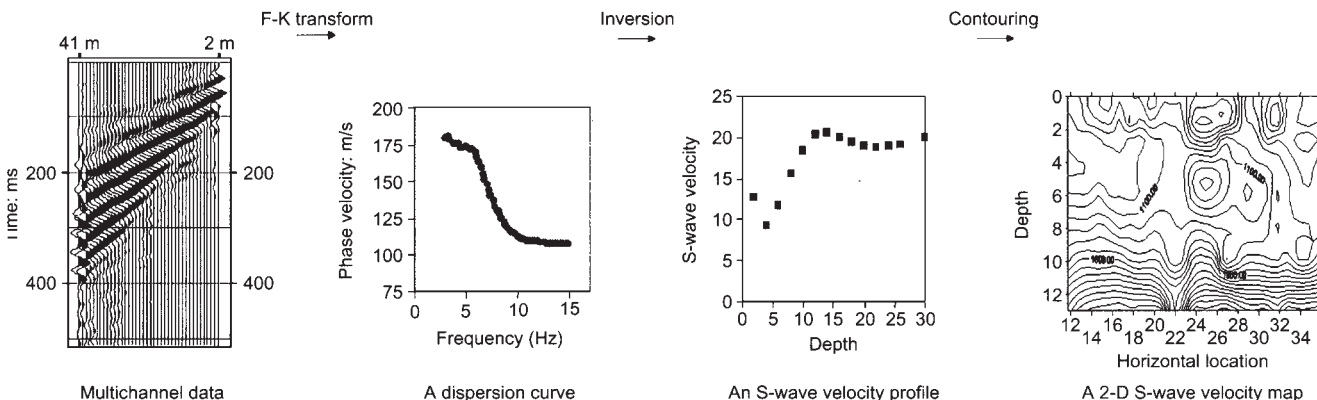 F-K transform
Inversion
Contouring
41 m
2 m
200
400
200
400
Time: ms
Multichannel data
200
175
150
125
100
75
0
5
10
15
Phase velocity: m/s
Frequency (Hz)
A dispersion curve
25
20
15
10
5
0
0
5
10
15
20
25
30
S-wave velocity
Depth
An S-wave velocity profile
0
2
4
6
8
10
12
Depth
1100.00
12 16 20 24 28 32
14 18 22 26 30 34
Horizontal location
A 2-D S-wave velocity map